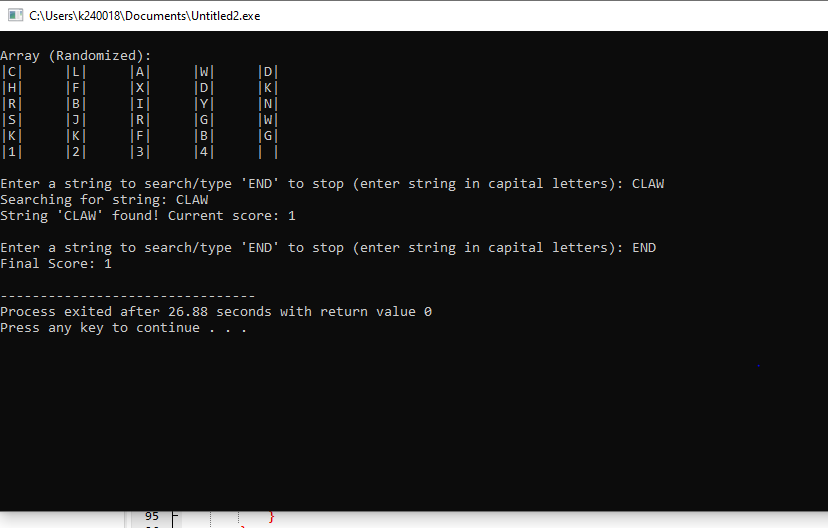 C:\Users\k240018\Documents\Untitled2.exe
Array (Randomized):
|C| |L| |A| |W| |D|
|H| |F| |X| |D| |K|
|R| |B| |I| |Y| |N|
|S| |J| |R| |G| |W|
|K| |K| |F| |B| |G|
|1| |2| |3| |4| | |
Enter a string to search/type 'END' to stop (enter string in capital letters): CLAW
Searching for string: CLAW
String 'CLAW' found! Current score: 1
Enter a string to search/type 'END' to stop (enter string in capital letters): END
Final Score: 1
--------------------------------
Process exited after 26.88 seconds with return value 0
Press any key to continue . . .
95 }